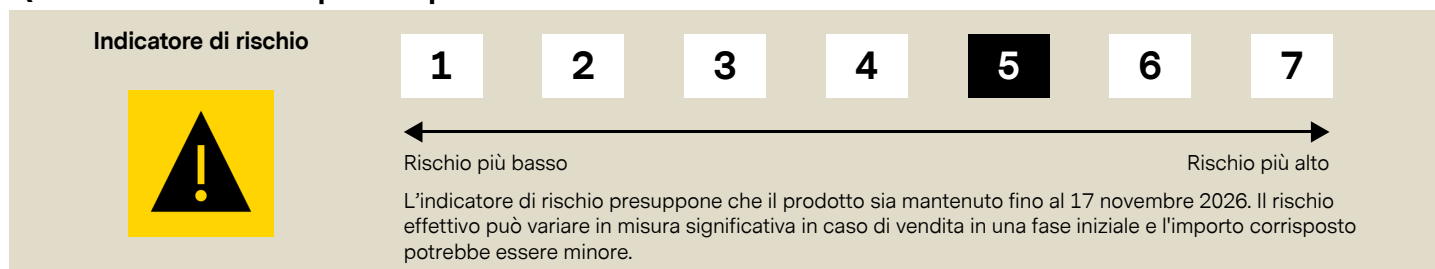 Indicatore di rischio
1 2 3 4 5 6 7
Rischio più basso Rischio più alto
L'indicatore di rischio presuppone che il prodotto sia mantenuto fino al 17 novembre 2026. Il rischio
effettivo può variare in misura significativa in caso di vendita in una fase iniziale e l'importo corrisposto
potrebbe essere minore.